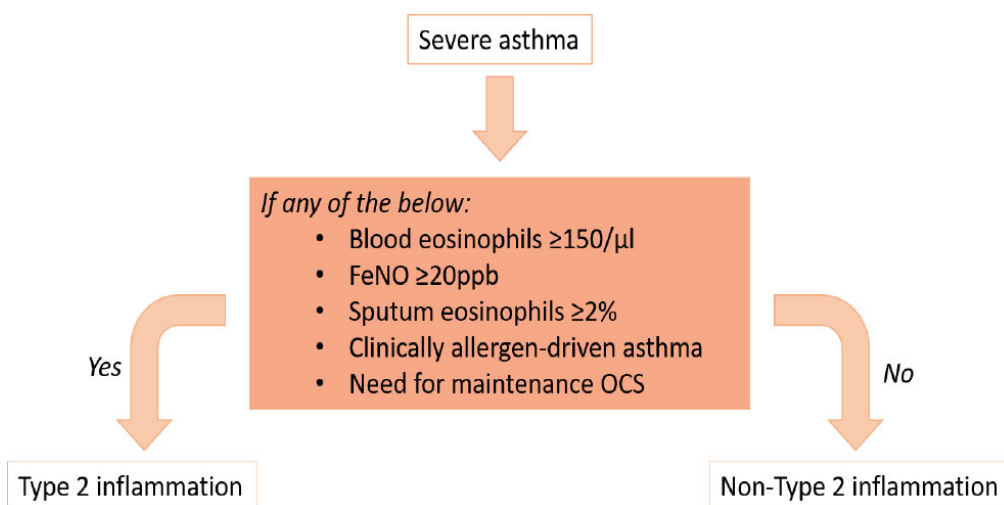 Severe asthma
If any of the below:
• Blood eosinophils ≥150/µl
• FeNO ≥20ppb
• Sputum eosinophils ≥2%
• Clinically allergen-driven asthma
• Need for maintenance OCS
Yes
No
Type 2 inflammation
Non-Type 2 inflammation